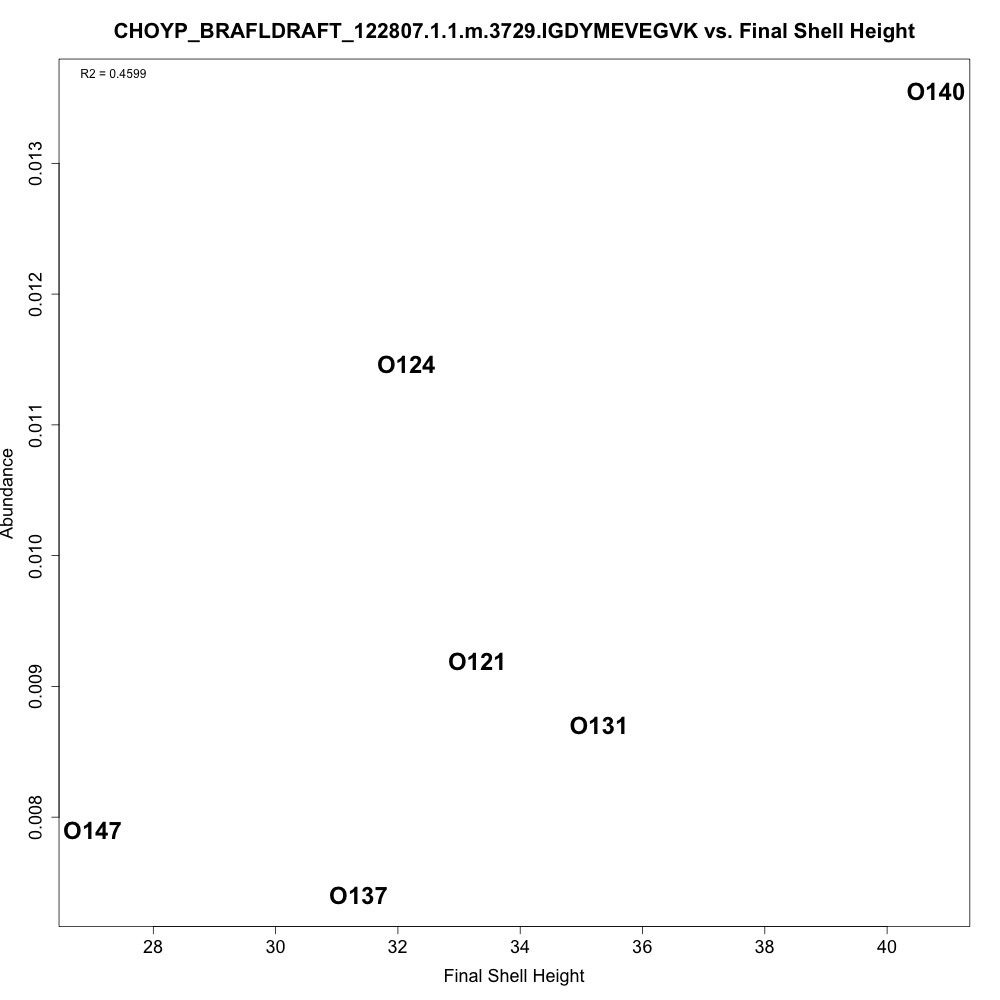 CHOYP_BRAFLDRAFT_122807.1.1.m.3729.IGDYMEVEGVK vs. Final Shell Height
R2 = 0.4599
O140
0.013
0.012
O124
0.011
Abundance
0.010
O121
0.009
O131
0.008
O147
O137
28 30 32 34 36 38 40
Final Shell Height